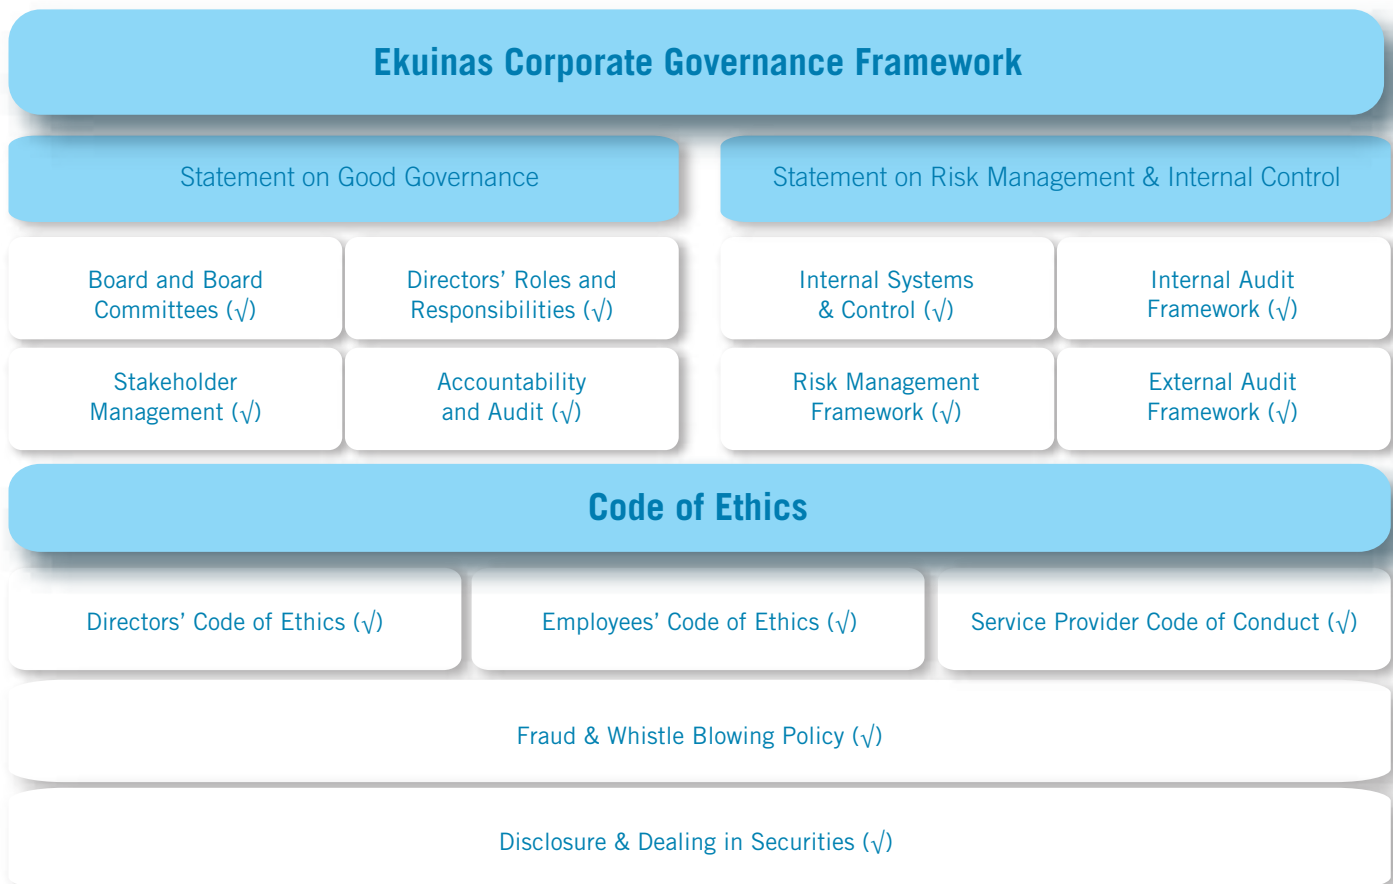 Ekuinas Corporate Governance Framework
Statement on Good Governance
Statement on Risk Management & Internal Control
Board and Board
Committees (√)
Directors’ Roles and
Responsibilities (√)
Internal Systems
& Control (√)
Internal Audit
Framework (√)
Stakeholder
Management (√)
Accountability
and Audit (√)
Risk Management
Framework (√)
External Audit
Framework (√)
Code of Ethics
Directors’ Code of Ethics (√)
Employees’ Code of Ethics (√)
Service Provider Code of Conduct (√)
Fraud & Whistle Blowing Policy (√)
Disclosure & Dealing in Securities (√)